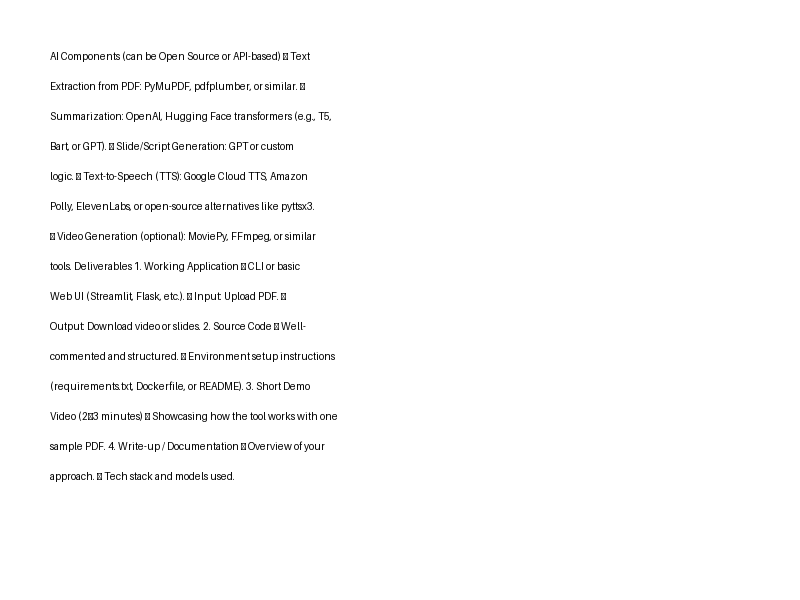 AI Components (can be Open Source or API-based) ☒ Text
Extraction from PDF: PyMuPDF, pdfplumber, or similar. ☒
Summarization: OpenAI, Hugging Face transformers (e.g., T5,
Bart, or GPT). ☒ Slide/Script Generation: GPT or custom
logic. ☒ Text-to-Speech (TTS): Google Cloud TTS, Amazon
Polly, ElevenLabs, or open-source alternatives like pyttsx3.
☒ Video Generation (optional): MoviePy, FFmpeg, or similar
tools. Deliverables 1. Working Application ☒ CLI or basic
Web UI (Streamlit, Flask, etc.). ☒ Input: Upload PDF. ☒
Output: Download video or slides. 2. Source Code ☒ Well-
commented and structured. ☒ Environment setup instructions
(requirements.txt, Dockerfile, or README). 3. Short Demo
Video (2☒3 minutes) ☒ Showcasing how the tool works with one
sample PDF. 4. Write-up / Documentation ☒ Overview of your
approach. ☒ Tech stack and models used.